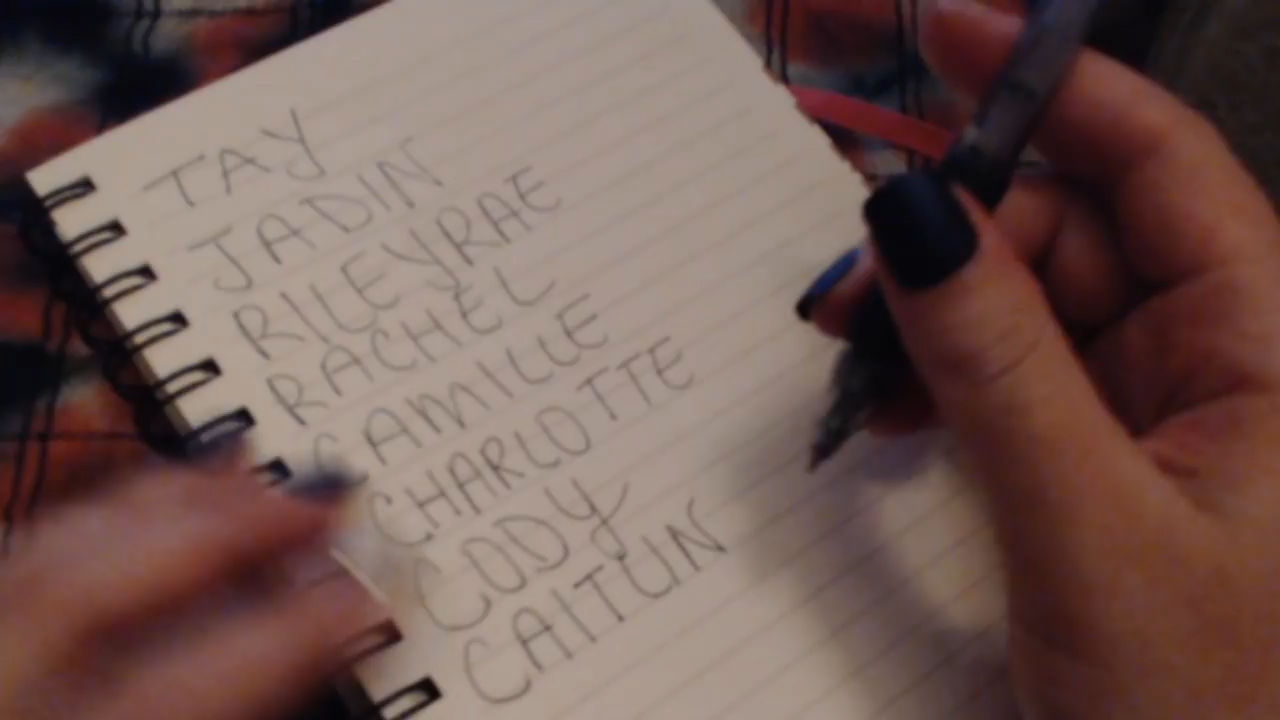 TAY
JADIN
RILEYRAE
RACHEL
CAMILLE
CHARLOTTE
CODY
CAITLIN